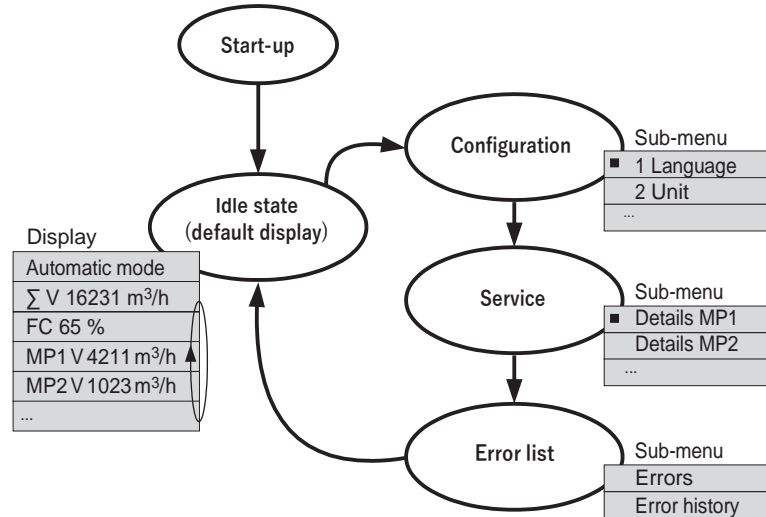 Start-up
Configuration
Sub-menu
■ 1 Language
2 Unit
...
Idle state
(default display)
Display
Automatic mode
∑ V 16231 m³/h
FC 65 %
MP1 V 4211 m³/h
MP2 V 1023 m³/h
...
Service
Sub-menu
■ Details MP1
Details MP2
...
Error list
Sub-menu
Errors
Error history